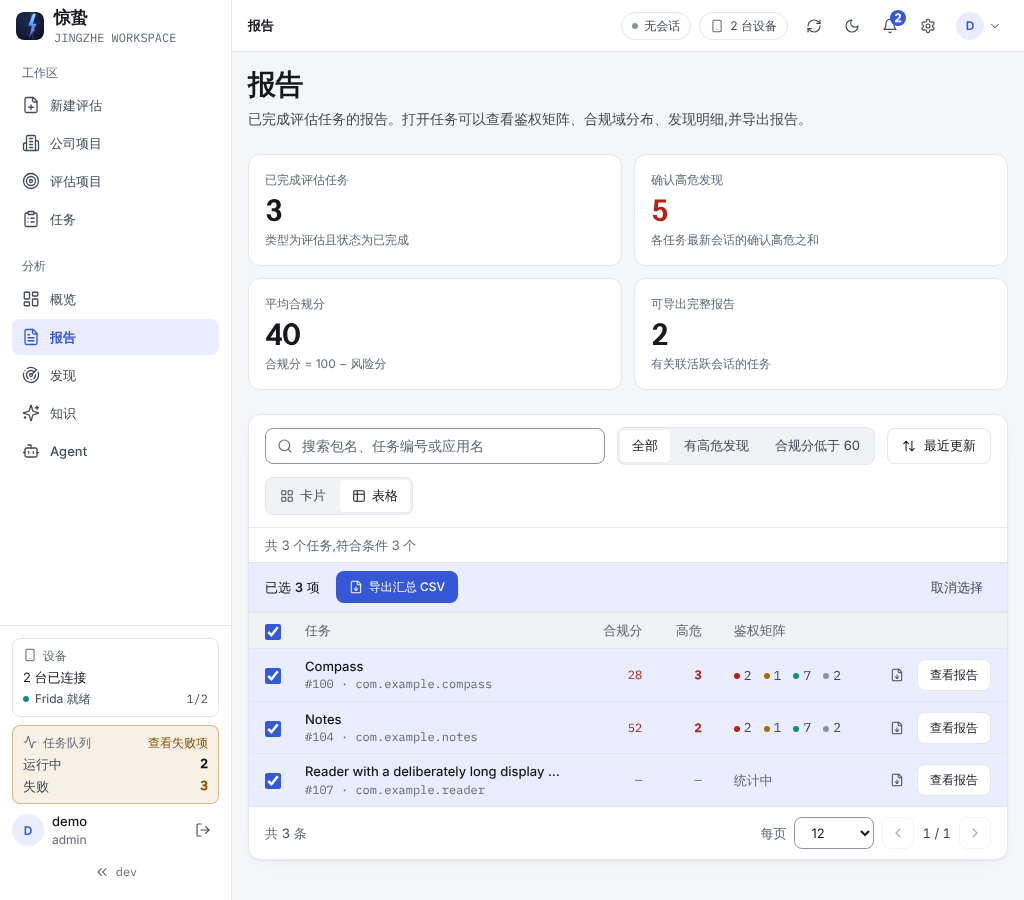 惊蛰
JINGZHE WORKSPACE
工作区
新建评估
公司项目
评估项目
任务
分析
概览
报告
发现
知识
Agent
设备
2 台已连接
Frida 就绪 1/2
任务队列 查看失败项
运行中 2
失败 3
D demo
admin
dev
报告 无会话 2 台设备 2 D
报告
已完成评估任务的报告。打开任务可以查看鉴权矩阵、合规域分布、发现明细,并导出报告。
已完成评估任务
3
类型为评估且状态为已完成
确认高危发现
5
各任务最新会话的确认高危之和
平均合规分
40
合规分 = 100 − 风险分
可导出完整报告
2
有关联活跃会话的任务
搜索包名、任务编号或应用名 全部 有高危发现 合规分低于 60 最近更新
卡片 表格
共 3 个任务,符合条件 3 个
已选 3 项 导出汇总 CSV 取消选择
任务 合规分 高危 鉴权矩阵
Compass 28 3 2 1 7 2 查看报告
#100 · com.example.compass
Notes 52 2 2 1 7 2 查看报告
#104 · com.example.notes
Reader with a deliberately long display ... — — 统计中 查看报告
#107 · com.example.reader
共 3 条 每页 12 1 / 1